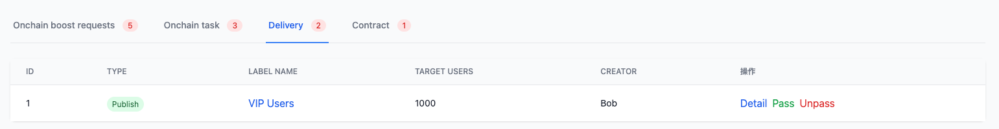 Onchain boost requests 5 Onchain task 3 Delivery 2 Contract 1
ID TYPE LABEL NAME TARGET USERS CREATOR 操作
1 Publish VIP Users 1000 Bob Detail Pass Unpass